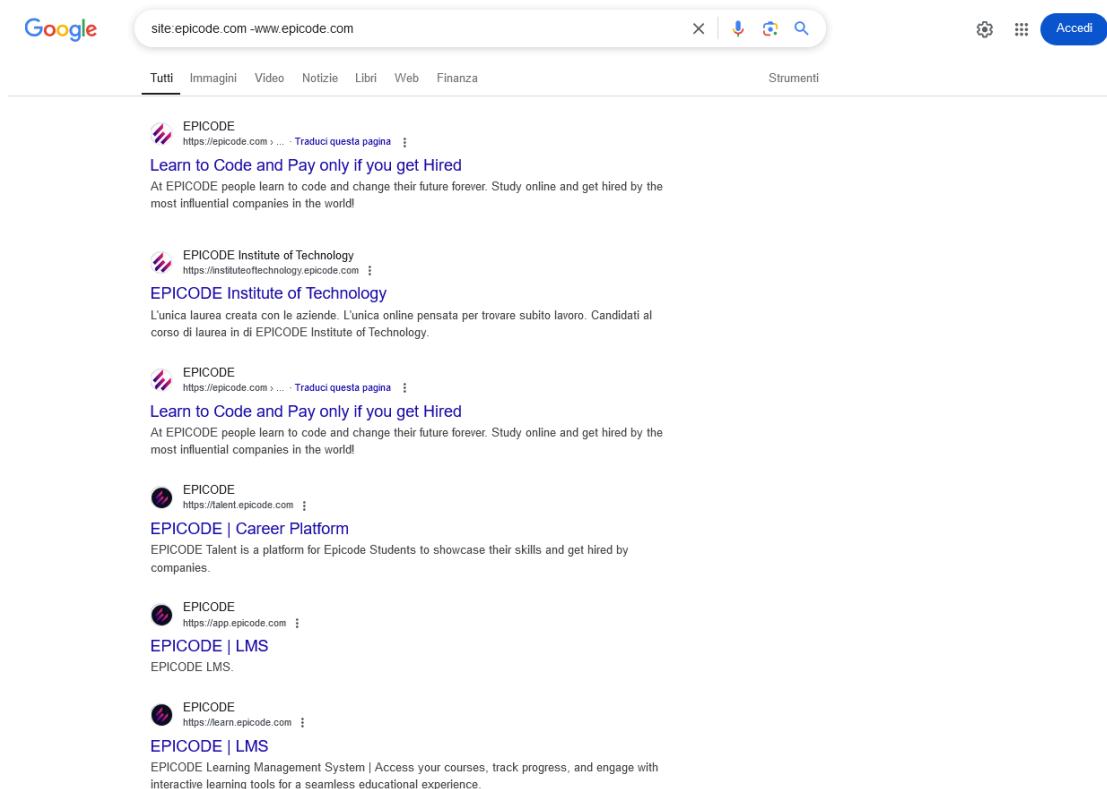 Google
site:epicode.com -www.epicode.com
Accedi
Tutti Immagini Video Notizie Libri Web Finanza Strumenti
EPICODE
https://epicode.com › ... · Traduci questa pagina
Learn to Code and Pay only if you get Hired
At EPICODE people learn to code and change their future forever. Study online and get hired by the
most influential companies in the world!
EPICODE Institute of Technology
https://instituteoftechnology.epicode.com
EPICODE Institute of Technology
L'unica laurea creata con le aziende. L'unica online pensata per trovare subito lavoro. Candidati al
corso di laurea in di EPICODE Institute of Technology.
EPICODE
https://epicode.com › ... · Traduci questa pagina
Learn to Code and Pay only if you get Hired
At EPICODE people learn to code and change their future forever. Study online and get hired by the
most influential companies in the world!
EPICODE
https://talent.epicode.com
EPICODE | Career Platform
EPICODE Talent is a platform for Epicode Students to showcase their skills and get hired by
companies.
EPICODE
https://app.epicode.com
EPICODE | LMS
EPICODE LMS.
EPICODE
https://learn.epicode.com
EPICODE | LMS
EPICODE Learning Management System | Access your courses, track progress, and engage with
interactive learning tools for a seamless educational experience.